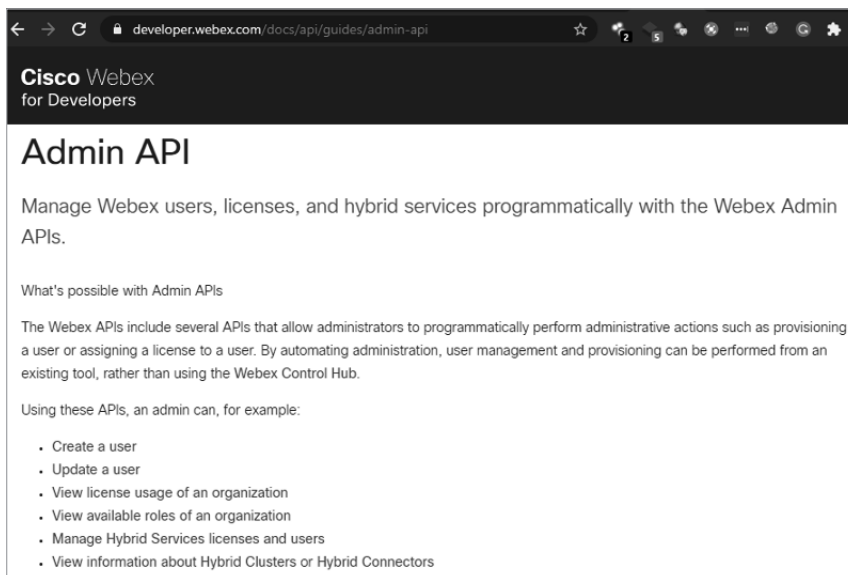 developer.webex.com/docs/api/guides/admin-api
2
5
Cisco Webex
for Developers
Admin API
Manage Webex users, licenses, and hybrid services programmatically with the Webex Admin
APIs.
What's possible with Admin APIs
The Webex APIs include several APIs that allow administrators to programmatically perform administrative actions such as provisioning
a user or assigning a license to a user. By automating administration, user management and provisioning can be performed from an
existing tool, rather than using the Webex Control Hub.
Using these APIs, an admin can, for example:
• Create a user
• Update a user
• View license usage of an organization
• View available roles of an organization
• Manage Hybrid Services licenses and users
• View information about Hybrid Clusters or Hybrid Connectors